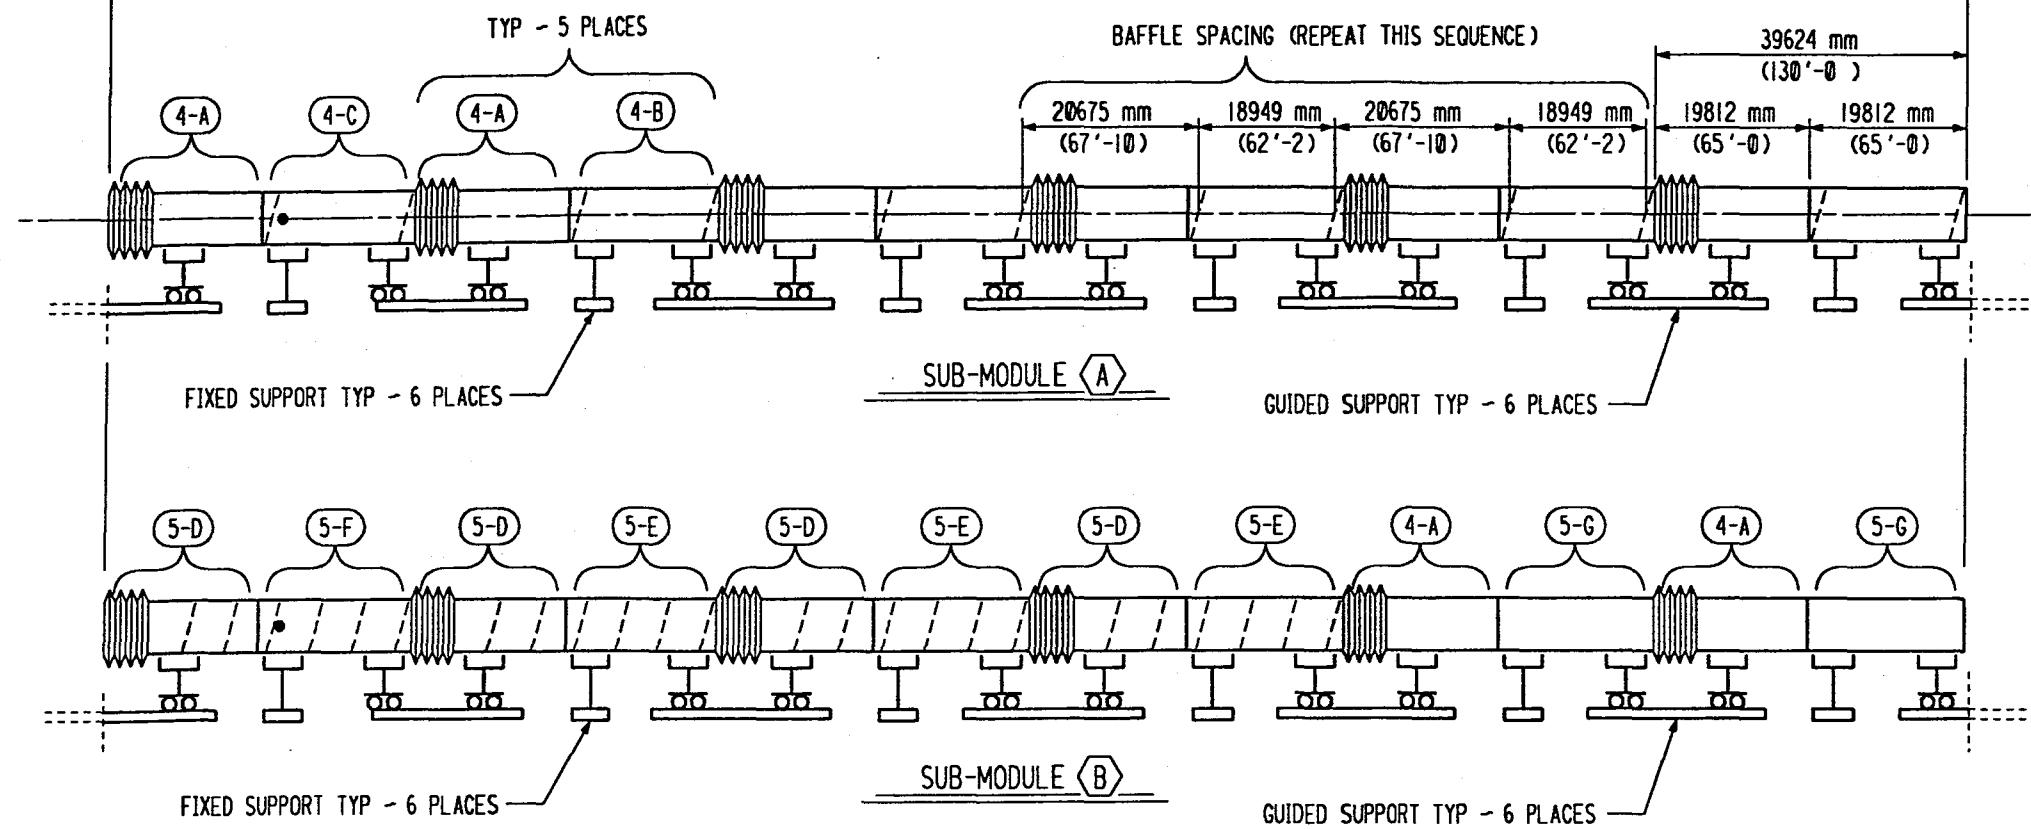 TYP - 5 PLACES
BAFFLE SPACING (REPEAT THIS SEQUENCE)
39624 mm
(130'-0 )
4-A 4-C 4-A 4-B
20675 mm 18949 mm 20675 mm 18949 mm 19812 mm 19812 mm
(67'-10) (62'-2) (67'-10) (62'-2) (65'-0) (65'-0)
SUB-MODULE A
FIXED SUPPORT TYP - 6 PLACES
GUIDED SUPPORT TYP - 6 PLACES
5-D 5-F 5-D 5-E 5-D 5-E 5-D 5-E 4-A 5-G 4-A 5-G
SUB-MODULE B
FIXED SUPPORT TYP - 6 PLACES
GUIDED SUPPORT TYP - 6 PLACES